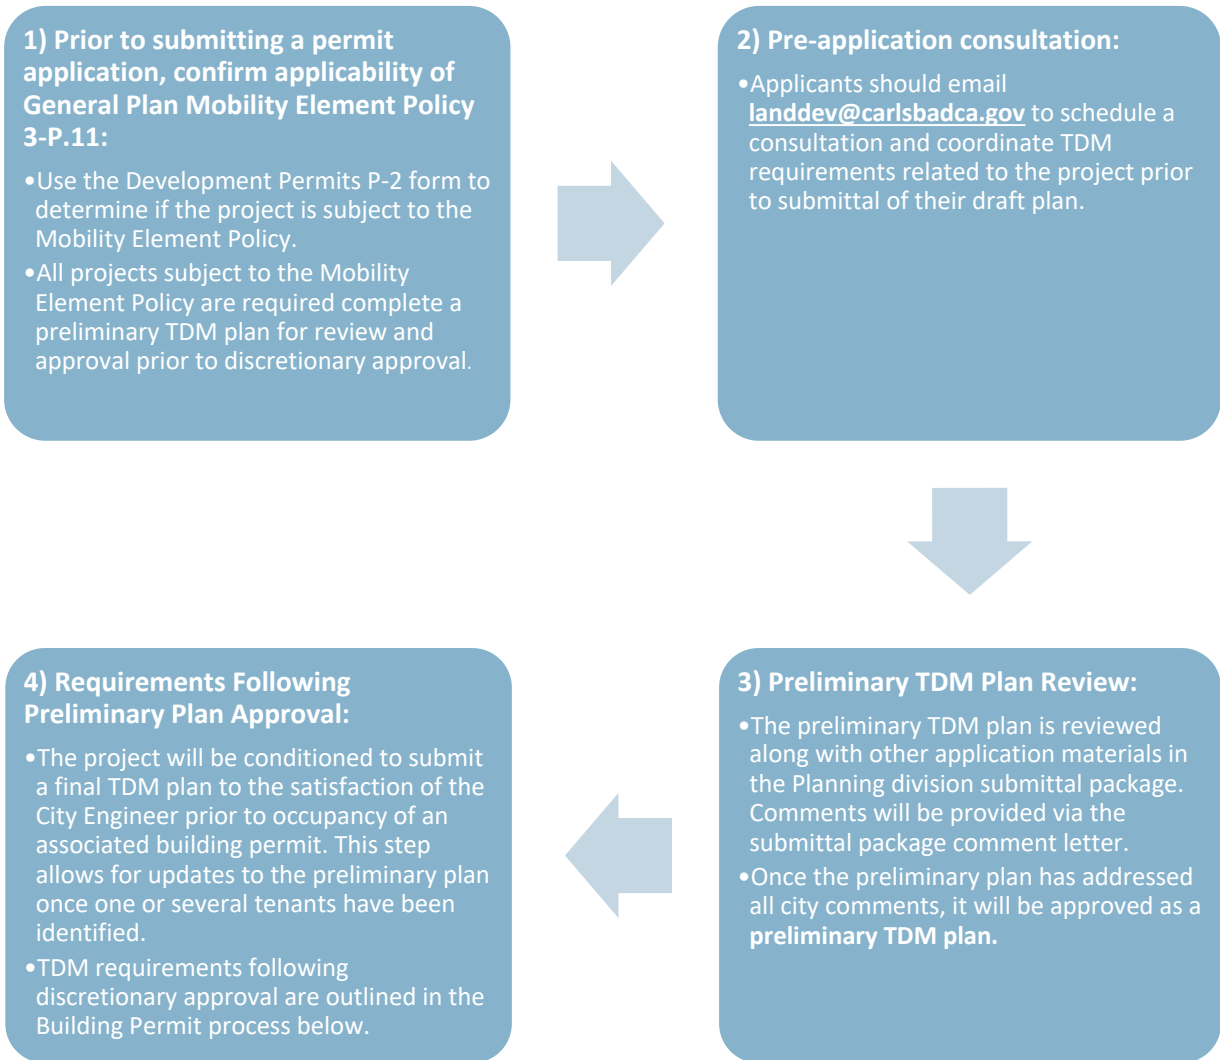 1) Prior to submitting a permit
application, confirm applicability of
General Plan Mobility Element Policy
3-P.11:
•Use the Development Permits P-2 form to
determine if the project is subject to the
Mobility Element Policy.
•All projects subject to the Mobility
Element Policy are required complete a
preliminary TDM plan for review and
approval prior to discretionary approval.
2) Pre-application consultation:
•Applicants should email
landdev@carlsbadca.gov to schedule a
consultation and coordinate TDM
requirements related to the project prior
to submittal of their draft plan.
3) Preliminary TDM Plan Review:
•The preliminary TDM plan is reviewed
along with other application materials in
the Planning division submittal package.
Comments will be provided via the
submittal package comment letter.
•Once the preliminary plan has addressed
all city comments, it will be approved as a
preliminary TDM plan.
4) Requirements Following
Preliminary Plan Approval:
•The project will be conditioned to submit
a final TDM plan to the satisfaction of the
City Engineer prior to occupancy of an
associated building permit. This step
allows for updates to the preliminary plan
once one or several tenants have been
identified.
•TDM requirements following
discretionary approval are outlined in the
Building Permit process below.